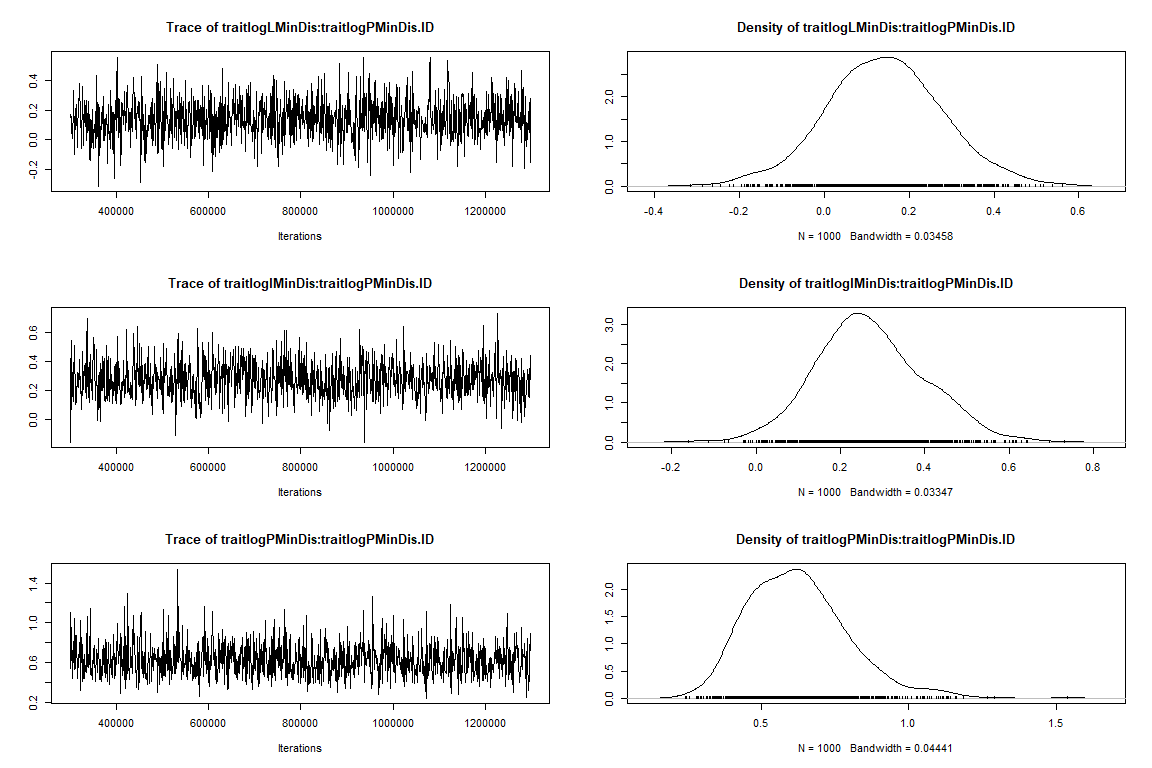 Trace of traitlogLMinDis:traitlogPMinDis.ID
-0.2 0.0 0.2 0.4
400000 600000 800000 1000000 1200000
Iterations
Density of traitlogLMinDis:traitlogPMinDis.ID
0.0 1.0 2.0
-0.4 -0.2 0.0 0.2 0.4 0.6
N = 1000 Bandwidth = 0.03458
Trace of traitlogIMinDis:traitlogPMinDis.ID
0.0 0.2 0.4 0.6
400000 600000 800000 1000000 1200000
Iterations
Density of traitlogIMinDis:traitlogPMinDis.ID
0.0 1.0 2.0 3.0
-0.2 0.0 0.2 0.4 0.6 0.8
N = 1000 Bandwidth = 0.03347
Trace of traitlogPMinDis:traitlogPMinDis.ID
0.2 0.6 1.0 1.4
400000 600000 800000 1000000 1200000
Iterations
Density of traitlogPMinDis:traitlogPMinDis.ID
0.0 0.5 1.0 1.5 2.0
0.5 1.0 1.5
N = 1000 Bandwidth = 0.04441